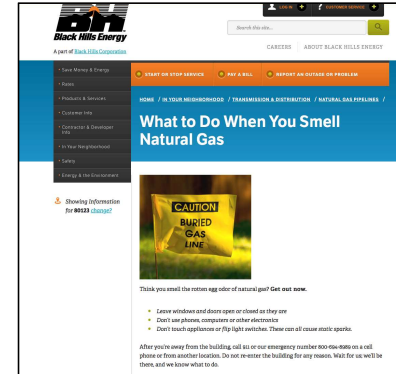 LOG IN
CUSTOMER SERVICE
Black Hills Energy
Search this site...
A part of Black Hills Corporation
CAREERS
ABOUT BLACK HILLS ENERGY
Save Money & Energy
Rates
Products & Services
Customer Info
Contractor & Developer
Info
In Your Neighborhood
Safety
Energy & the Environment
START OR STOP SERVICE
PAY A BILL
REPORT AN OUTAGE OR PROBLEM
HOME / IN YOUR NEIGHBORHOOD / TRANSMISSION & DISTRIBUTION / NATURAL GAS PIPELINES /
What to Do When You Smell
Natural Gas
Showing Information
for 80123 change?
CAUTION
BURIED
GAS
LINE
Think you smell the rotten egg odor of natural gas? Get out now.
Leave windows and doors open or closed as they are
Don't use phones, computers or other electronics
Don't touch appliances or flip light switches. These can all cause static sparks.
After you're away from the building, call 911 or our emergency number 800-694-8989 on a cell
phone or from another location. Do not re-enter the building for any reason. Wait for us; we'll be
there, and we know what to do.